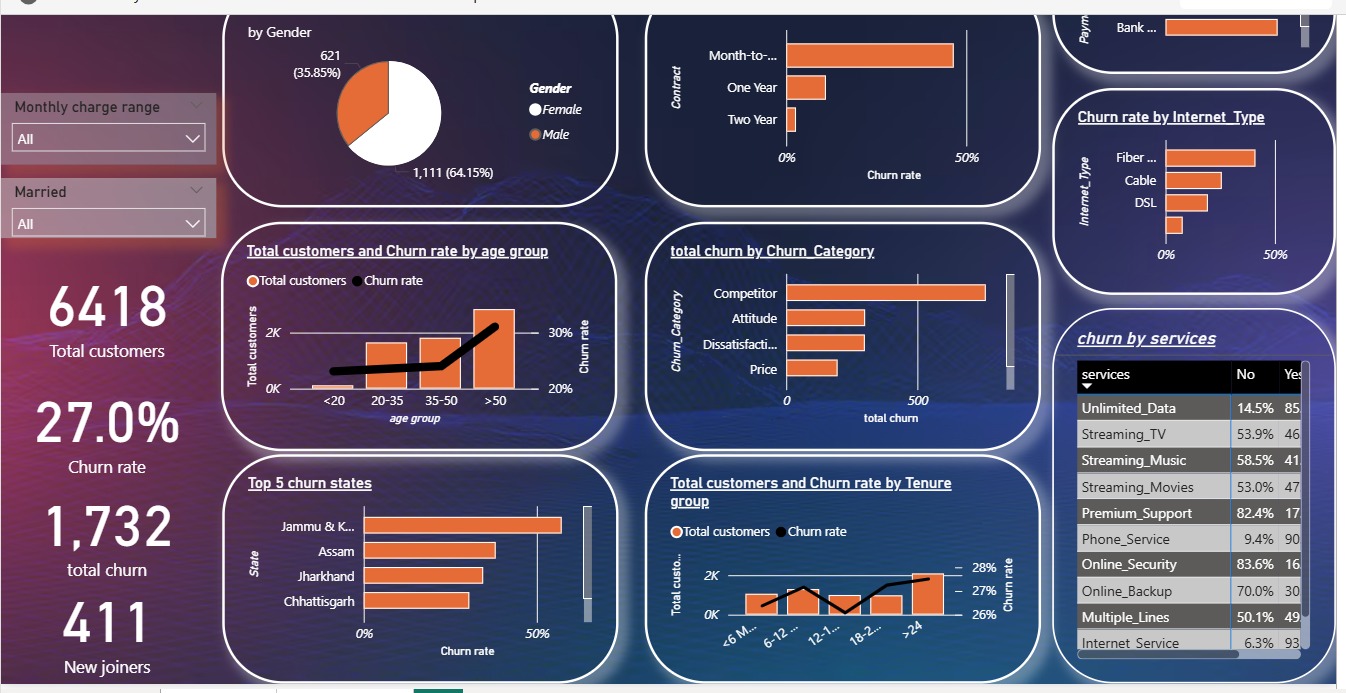 Monthly charge range
All
Married
All
6418
Total customers
27.0%
Churn rate
1,732
total churn
411
New joiners
by Gender
621
(35.85%)
1,111 (64.15%)
Gender
Female
Male
Contract
Month-to-...
One Year
Two Year
0%
50%
Churn rate
Bank ...
Churn rate by Internet_Type
Internet_Type
Fiber ...
Cable
DSL
0%
50%
Total customers and Churn rate by age group
Total customers
Churn rate
Total customers
2K
0K
30%
20%
Churn rate
<20
20-35
35-50
>50
age group
total churn by Churn_Category
Churn_Category
Competitor
Attitude
Dissatisfacti...
Price
0
500
total churn
churn by services
services No Yes
Unlimited_Data 14.5% 85.
Streaming_TV 53.9% 46
Streaming_Music 58.5% 41.
Streaming_Movies 53.0% 47
Premium_Support 82.4% 17.
Phone_Service 9.4% 90
Online_Security 83.6% 16.
Online_Backup 70.0% 30
Multiple_Lines 50.1% 49.
Internet_Service 6.3% 93
Top 5 churn states
State
Jammu & K...
Assam
Jharkhand
Chhattisgarh
0%
50%
Churn rate
Total customers and Churn rate by Tenure
group
Total customers
Churn rate
Total custo...
2K
0K
28%
27%
26%
Churn rate
<6 M...
6-12 ...
12-1...
18-2...
>24